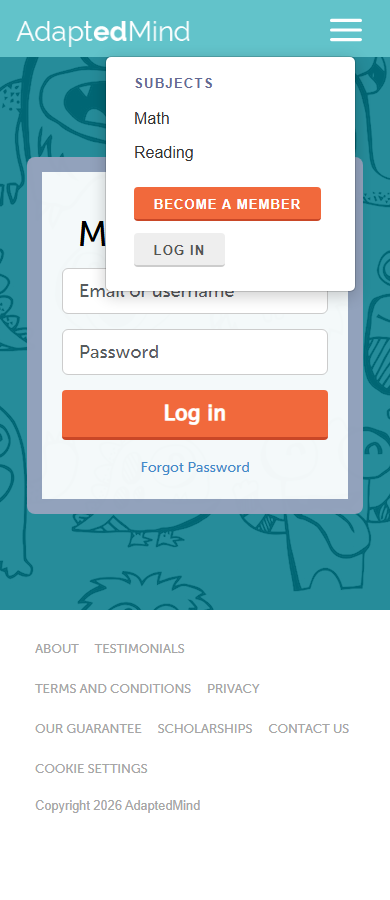 AdaptedMind
SUBJECTS
Math
Reading
BECOME A MEMBER
LOG IN
M
Email or username
Password
Log in
Forgot Password
ABOUT TESTIMONIALS
TERMS AND CONDITIONS PRIVACY
OUR GUARANTEE SCHOLARSHIPS CONTACT US
COOKIE SETTINGS
Copyright 2026 AdaptedMind